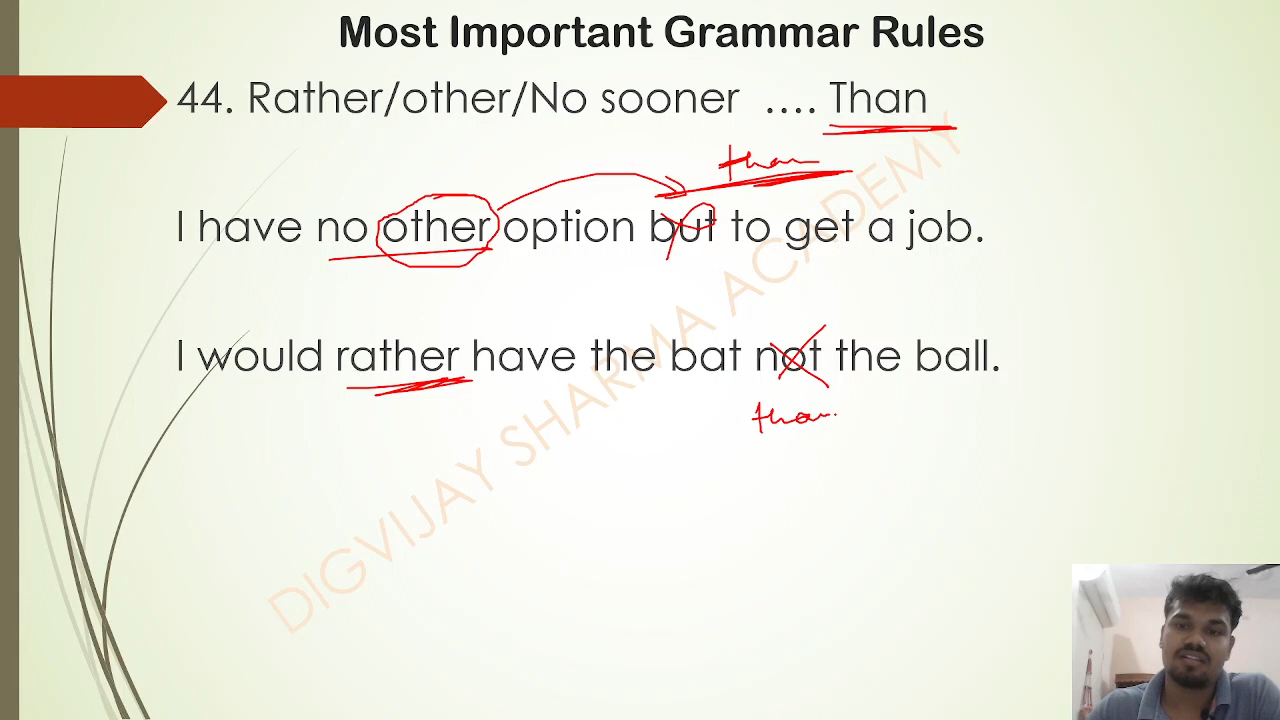 Most Important Grammar Rules
44. Rather/other/No sooner .... Than
than
I have no other option but to get a job.
I would rather have the bat not the ball.
than.
DIGVIJAY SHARMA ACADEMY